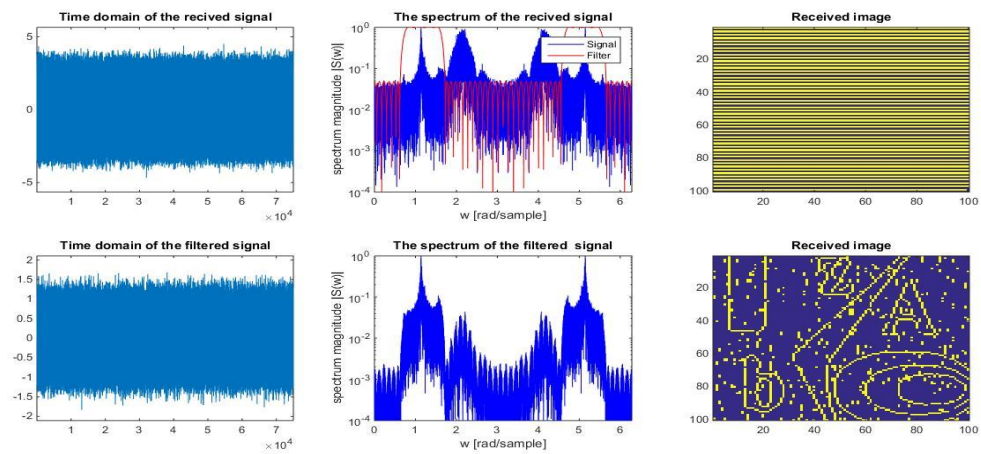 Time domain of the recived signal
5
0
-5
1 2 3 4 5 6 7
× 10^4
The spectrum of the recived signal
spectrum magnitude |S(w)|
10^0
10^-1
10^-2
10^-3
10^-4
Signal
Filter
0 1 2 3 4 5 6
w [rad/sample]
Received image
20
40
60
80
100
20 40 60 80 100
Time domain of the filtered signal
2
1.5
1
0.5
0
-0.5
-1
-1.5
-2
1 2 3 4 5 6 7
× 10^4
The spectrum of the filtered signal
spectrum magnitude |S(w)|
10^0
10^-1
10^-2
10^-3
10^-4
0 1 2 3 4 5 6
w [rad/sample]
Received image
20
40
60
80
100
A
b
20 40 60 80 100